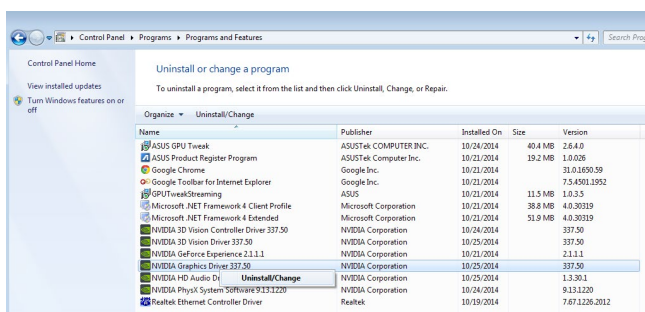 Control Panel Programs Programs and Features Search Prog
Control Panel Home
View installed updates
Turn Windows features on or
off
Uninstall or change a program
To uninstall a program, select it from the list and then click Uninstall, Change, or Repair.
Organize Uninstall/Change
Name Publisher Installed On Size Version
ASUS GPU Tweak ASUSTek COMPUTER INC. 10/24/2014 40.4 MB 2.6.4.0
ASUS Product Register Program ASUSTek Computer Inc. 10/21/2014 19.2 MB 1.0.026
Google Chrome Google Inc. 10/21/2014 31.0.1650.59
Google Toolbar for Internet Explorer Google Inc. 10/21/2014 7.5.4501.1952
GPUTweakStreaming ASUS 10/21/2014 11.5 MB 1.0.3.5
Microsoft .NET Framework 4 Client Profile Microsoft Corporation 10/21/2014 38.8 MB 4.0.30319
Microsoft .NET Framework 4 Extended Microsoft Corporation 10/21/2014 51.9 MB 4.0.30319
NVIDIA 3D Vision Controller Driver 337.50 NVIDIA Corporation 10/24/2014 337.50
NVIDIA 3D Vision Driver 337.50 NVIDIA Corporation 10/25/2014 337.50
NVIDIA GeForce Experience 2.1.1.1 NVIDIA Corporation 10/21/2014 2.1.1.1
NVIDIA Graphics Driver 337.50 NVIDIA Corporation 10/25/2014 337.50
NVIDIA HD Audio Dr Uninstall/Change NVIDIA Corporation 10/25/2014 1.3.30.1
NVIDIA PhysX System Software 9.13.1220 NVIDIA Corporation 10/24/2014 9.13.1220
Realtek Ethernet Controller Driver Realtek 10/19/2014 7.67.1226.2012